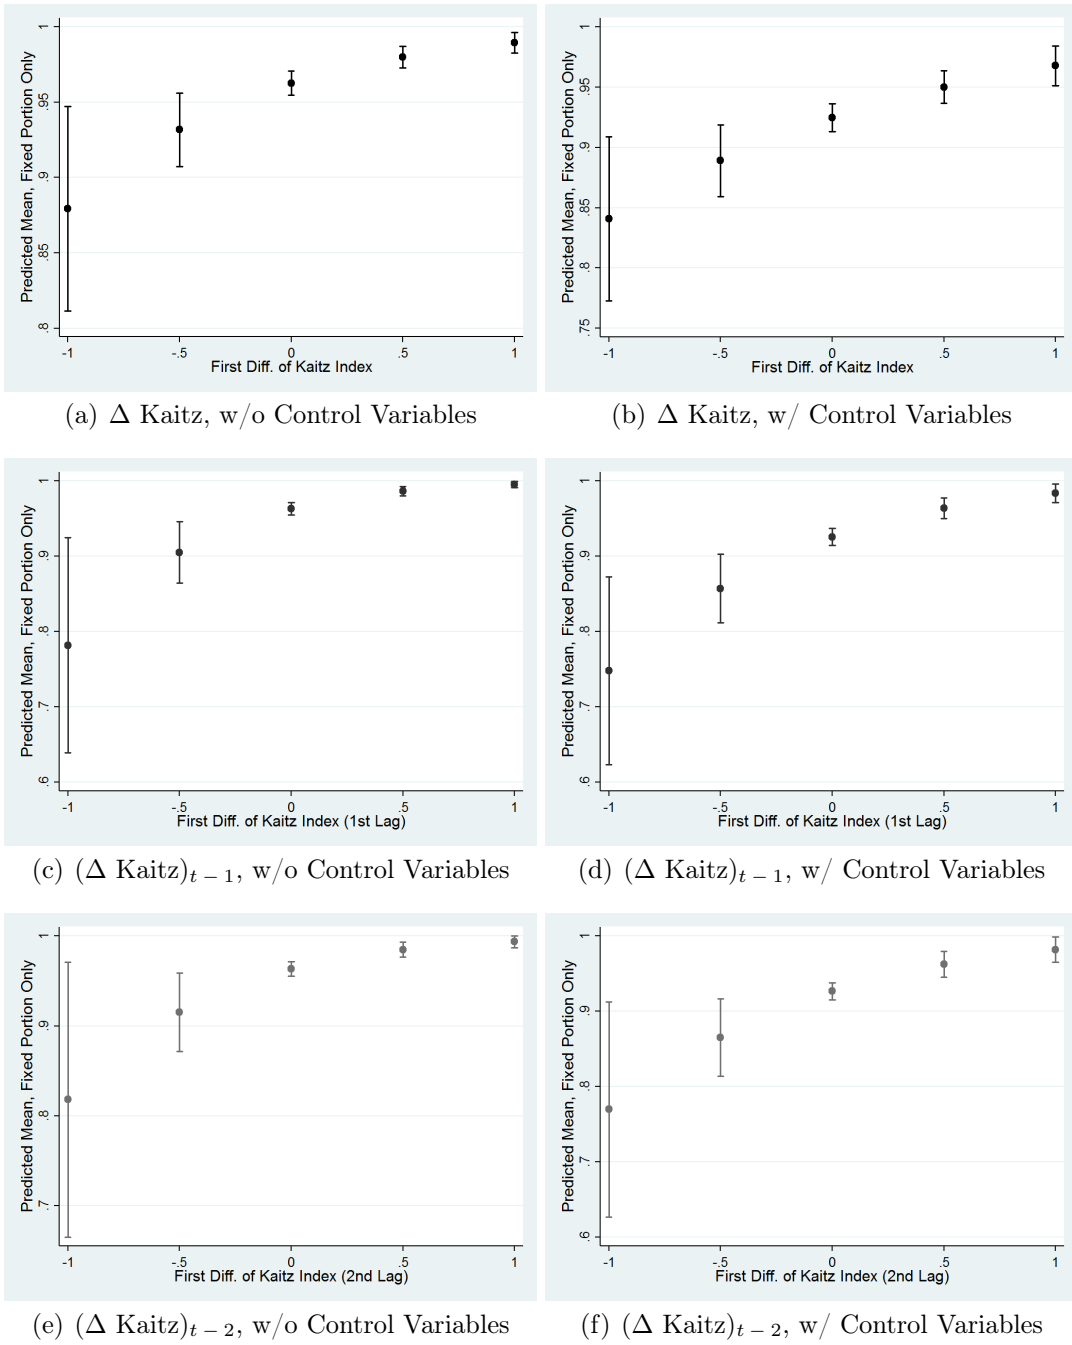 Predicted Mean, Fixed Portion Only
1
.95
.9
.85
.8
-1 -.5 0 .5 1
First Diff. of Kaitz Index
(a) Δ Kaitz, w/o Control Variables
Predicted Mean, Fixed Portion Only
1
.95
.9
.85
.8
.75
-1 -.5 0 .5 1
First Diff. of Kaitz Index
(b) Δ Kaitz, w/ Control Variables
Predicted Mean, Fixed Portion Only
1
.9
.8
.7
.6
-1 -.5 0 .5 1
First Diff. of Kaitz Index (1st Lag)
(c) (Δ Kaitz)t − 1, w/o Control Variables
Predicted Mean, Fixed Portion Only
1
.9
.8
.7
.6
-1 -.5 0 .5 1
First Diff. of Kaitz Index (1st Lag)
(d) (Δ Kaitz)t − 1, w/ Control Variables
Predicted Mean, Fixed Portion Only
1
.9
.8
.7
-1 -.5 0 .5 1
First Diff. of Kaitz Index (2nd Lag)
(e) (Δ Kaitz)t − 2, w/o Control Variables
Predicted Mean, Fixed Portion Only
1
.9
.8
.7
.6
-1 -.5 0 .5 1
First Diff. of Kaitz Index (2nd Lag)
(f) (Δ Kaitz)t − 2, w/ Control Variables